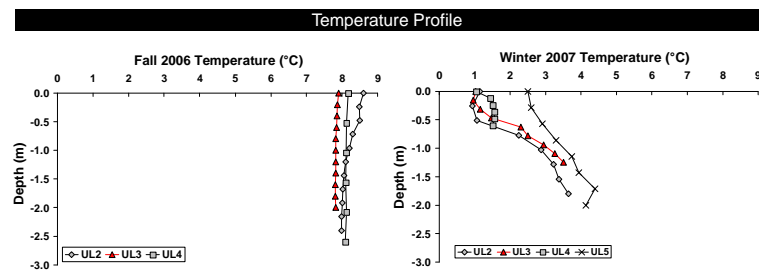 Temperature Profile
Fall 2006 Temperature (°C)
0 1 2 3 4 5 6 7 8 9
0.0
-0.5
-1.0
-1.5
-2.0
-2.5
-3.0
Depth (m)
UL2 UL3 UL4
Winter 2007 Temperature (°C)
0 1 2 3 4 5 6 7 8 9
0.0
-0.5
-1.0
-1.5
-2.0
-2.5
-3.0
Depth (m)
UL2 UL3 UL4 UL5